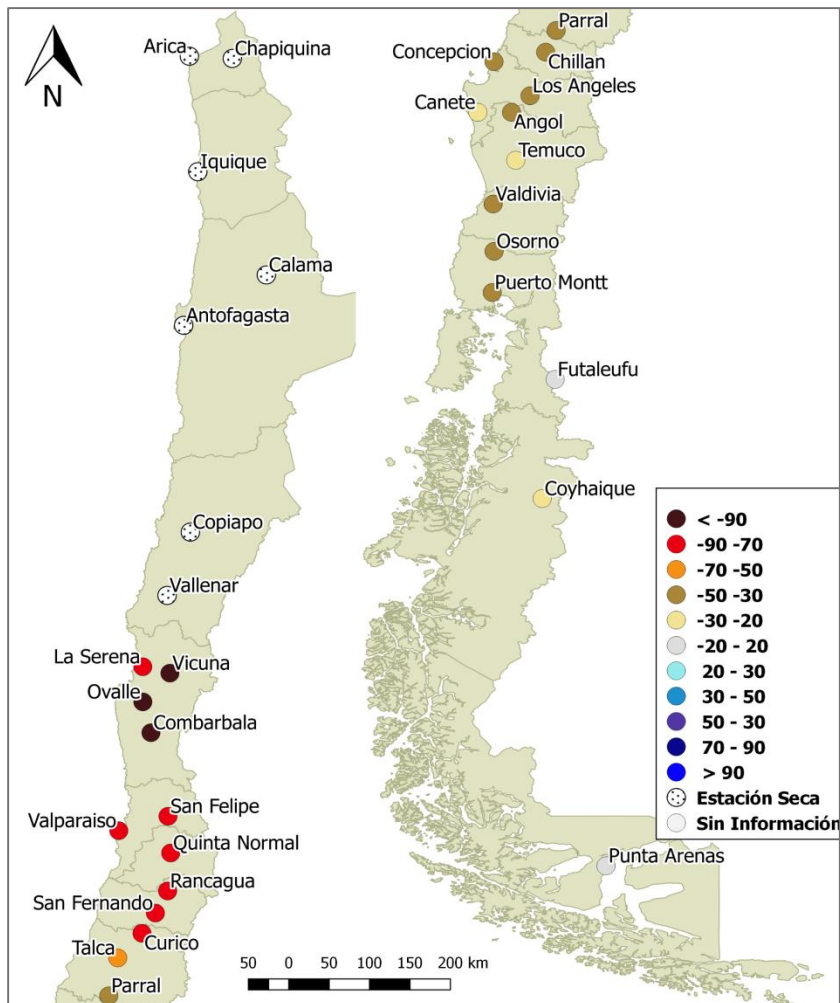 N
Arica
Chapiquina
Iquique
Calama
Antofagasta
Copiapo
Vallenar
La Serena
Vicuna
Ovalle
Combarbala
San Felipe
Valparaiso
Quinta Normal
Rancagua
San Fernando
Curico
Talca
Parral
50 0 50 100 150 200 km
Parral
Concepcion
Chillan
Los Angeles
Canete
Angol
Temuco
Valdivia
Osorno
Puerto Montt
Futaleufu
Coyhaique
Punta Arenas
< -90
-90 -70
-70 -50
-50 -30
-30 -20
-20 - 20
20 - 30
30 - 50
50 - 30
70 - 90
> 90
Estación Seca
Sin Información